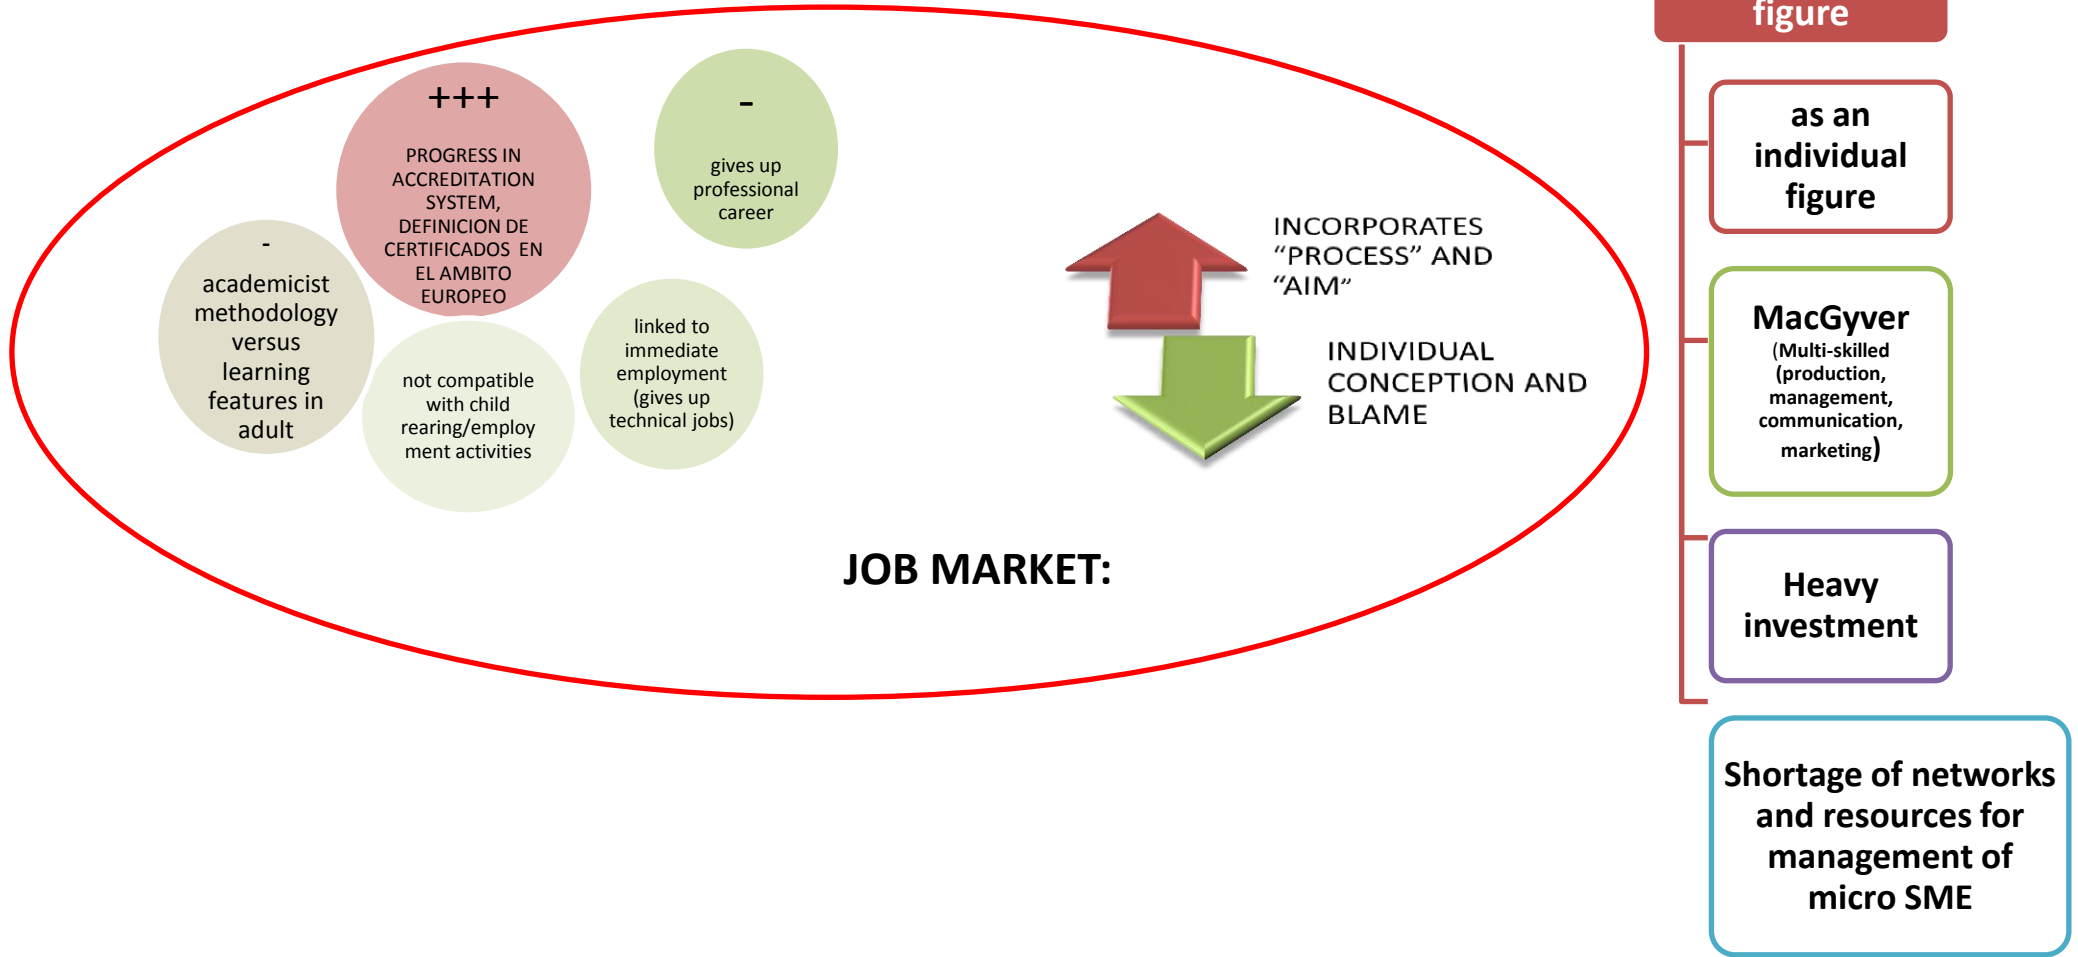 +++
PROGRESS IN
ACCREDITATION
SYSTEM,
DEFINICION DE
CERTIFICADOS EN
EL AMBITO
EUROPEO
-
gives up
professional
career
-
academicist
methodology
versus
learning
features in
adult
not compatible
with child
rearing/employ
ment activities
linked to
immediate
employment
(gives up
technical jobs)
INCORPORATES
“PROCESS” AND
“AIM”
INDIVIDUAL
CONCEPTION AND
BLAME
JOB MARKET:
figure
as an
individual
figure
MacGyver
(Multi-skilled
(production,
management,
communication,
marketing)
Heavy
investment
Shortage of networks
and resources for
management of
micro SME